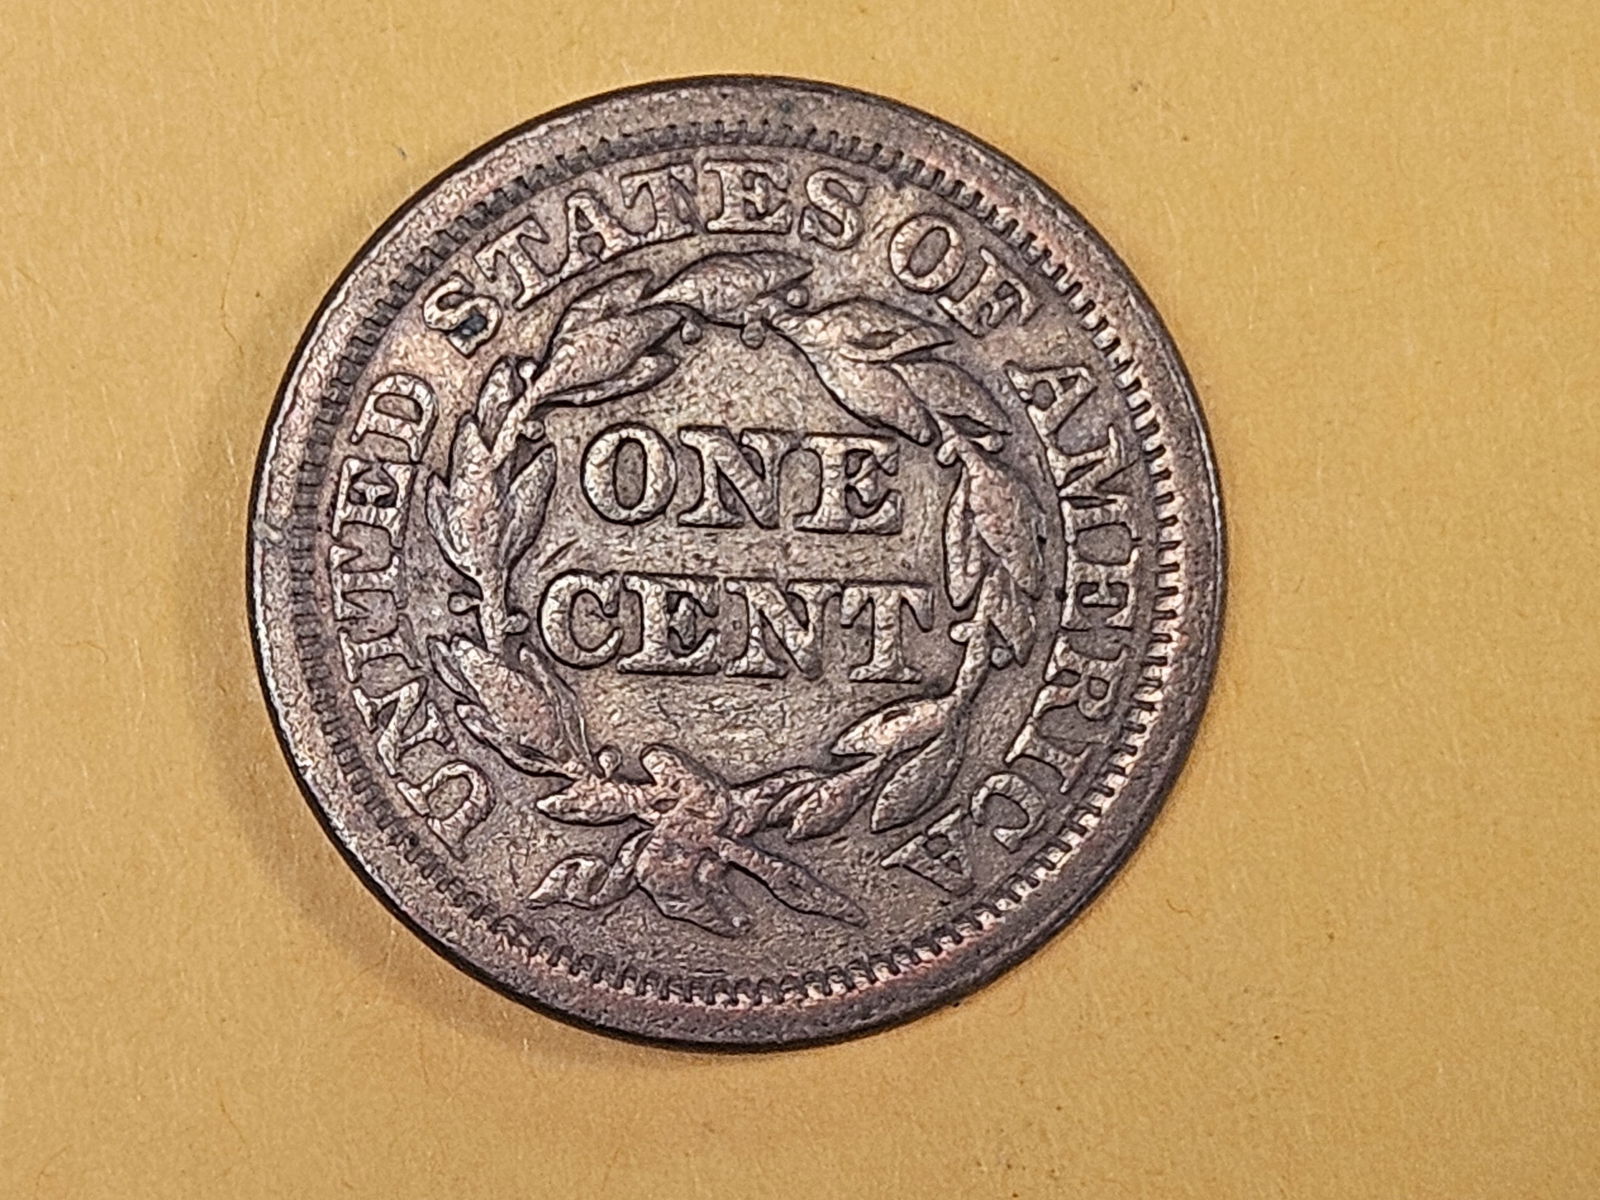 UNITED STATES OF AMERICA
ONE
CENT